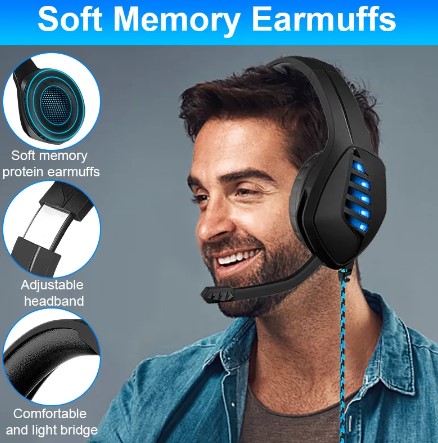 Soft Memory Earmuffs
Soft memory
protein earmuffs
Adjustable
headband
Comfortable
and light bridge